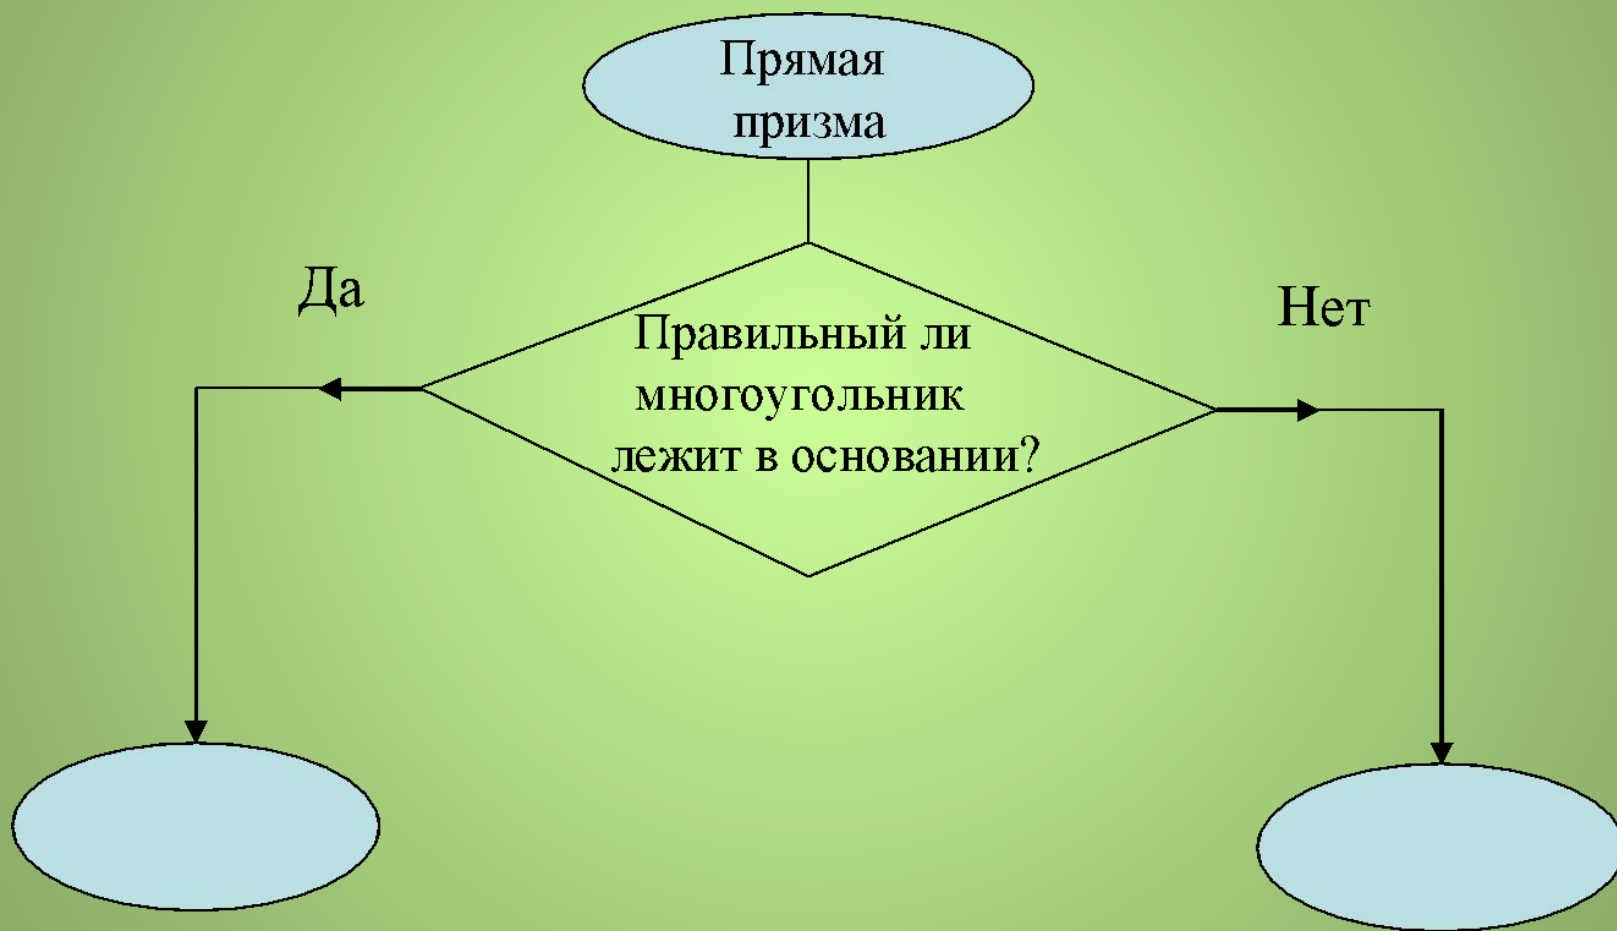 Прямая
призма
Да
Нет
Правильный ли
многоугольник
лежит в основании?